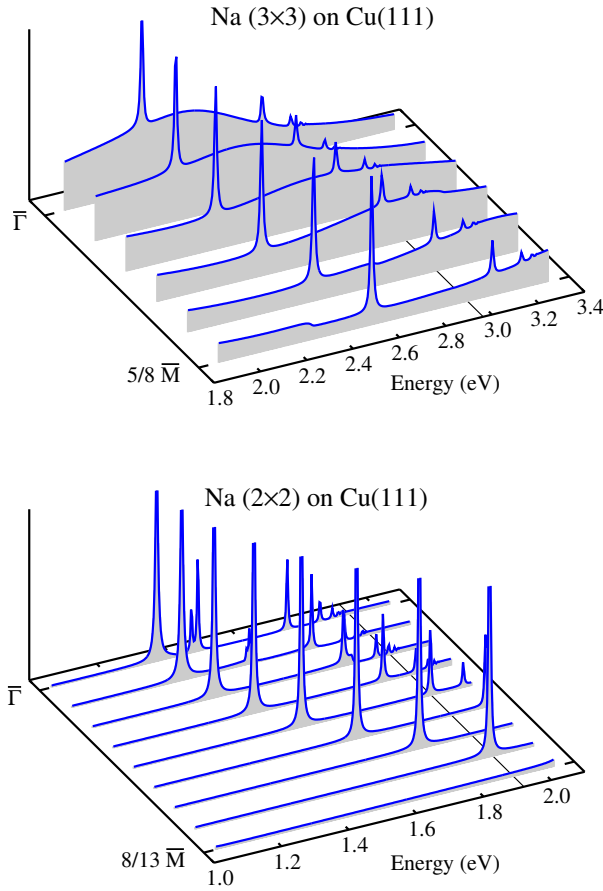 Na (3×3) on Cu(111)
Γ̅
5/8 M̅
1.8
2.0
2.2
2.4
2.6
2.8
3.0
3.2
3.4
Energy (eV)
Na (2×2) on Cu(111)
Γ̅
8/13 M̅
1.0
1.2
1.4
1.6
1.8
2.0
Energy (eV)